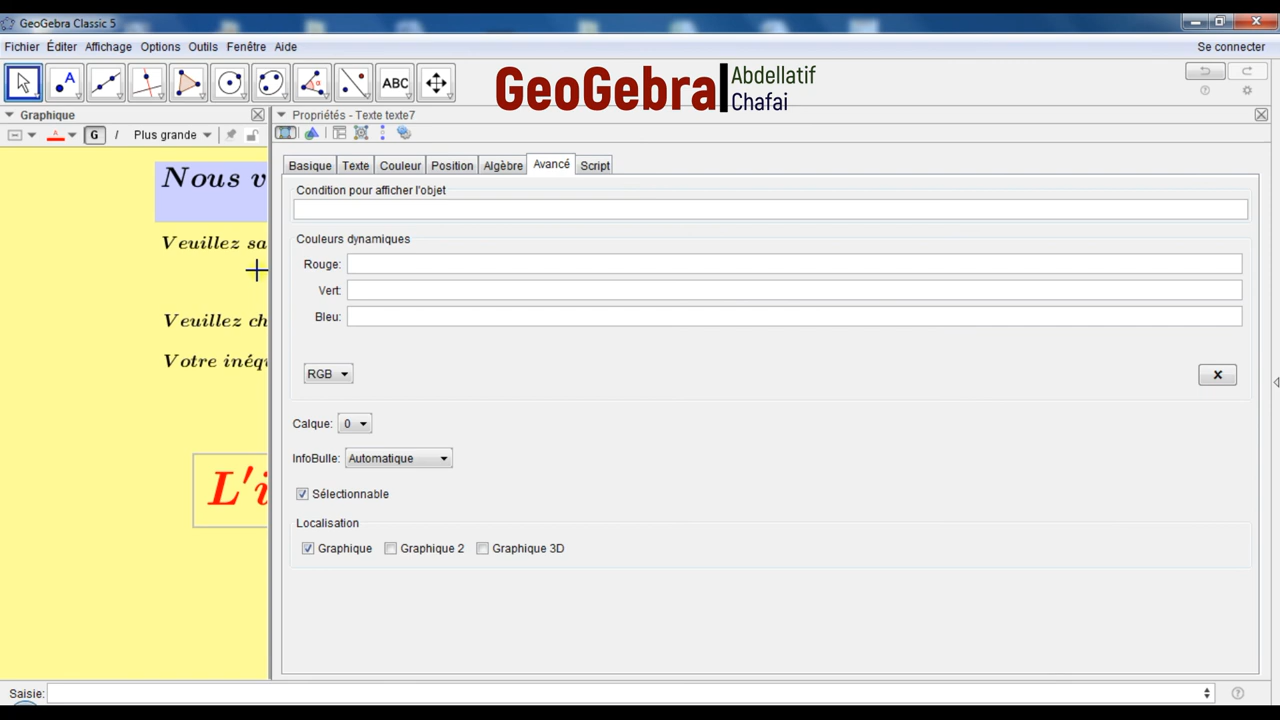 GeoGebra Classic 5
Fichier Éditer Affichage Options Outils Fenêtre Aide
Se connecter
A
ABC
GeoGebra
Abdellatif
Chafai
Graphique
Propriétés - Texte texte7
A G I Plus grande
Basique Texte Couleur Position Algèbre Avancé Script
Condition pour afficher l'objet
Nous v
Couleurs dynamiques
Veuillez sa
Rouge:
Vert:
Bleu:
Veuillez ch
Votre inéq
RGB
x
Calque: 0
InfoBulle: Automatique
L'i
Sélectionnable
Localisation
Graphique Graphique 2 Graphique 3D
Saisie: